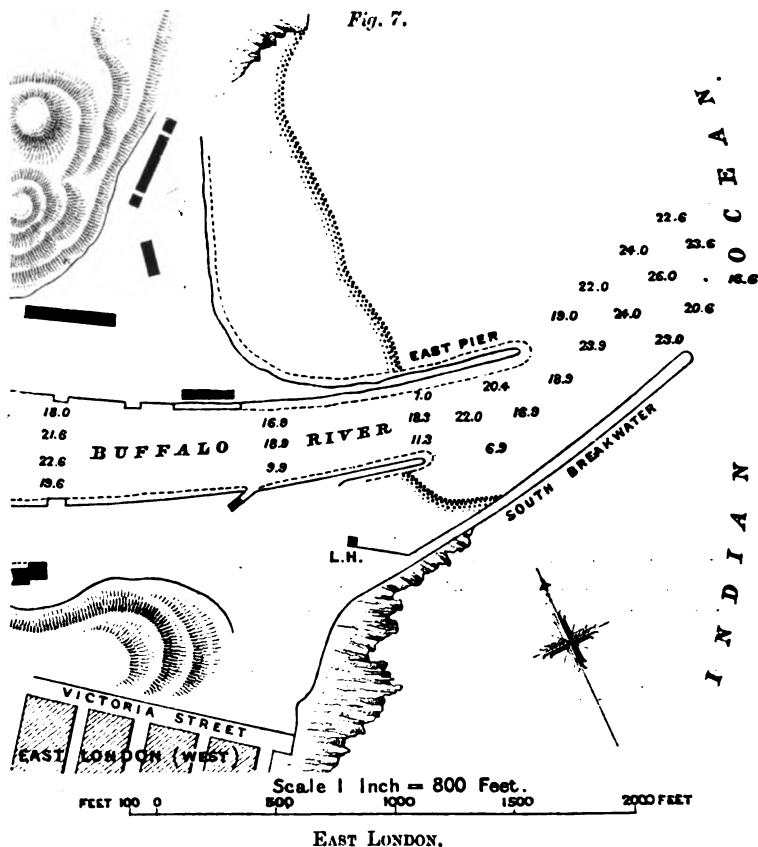 Fig. 7.
INDIAN OCEAN.
22.6
24.0 23.6
22.0 26.0 16.6
19.0 24.0 20.6
EAST PIER 23.9 23.0
18.9
7.0 20.4
18.0 16.9 18.3 22.0 16.9
21.6 BUFFALO RIVER
18.9 11.3 6.9
22.6 9.9
19.6
SOUTH BREAKWATER
L.H.
VICTORIA STREET
EAST LONDON (WEST)
Scale 1 Inch = 800 Feet.
FEET 100 0 500 1000 1500 2000 FEET
EAST LONDON.